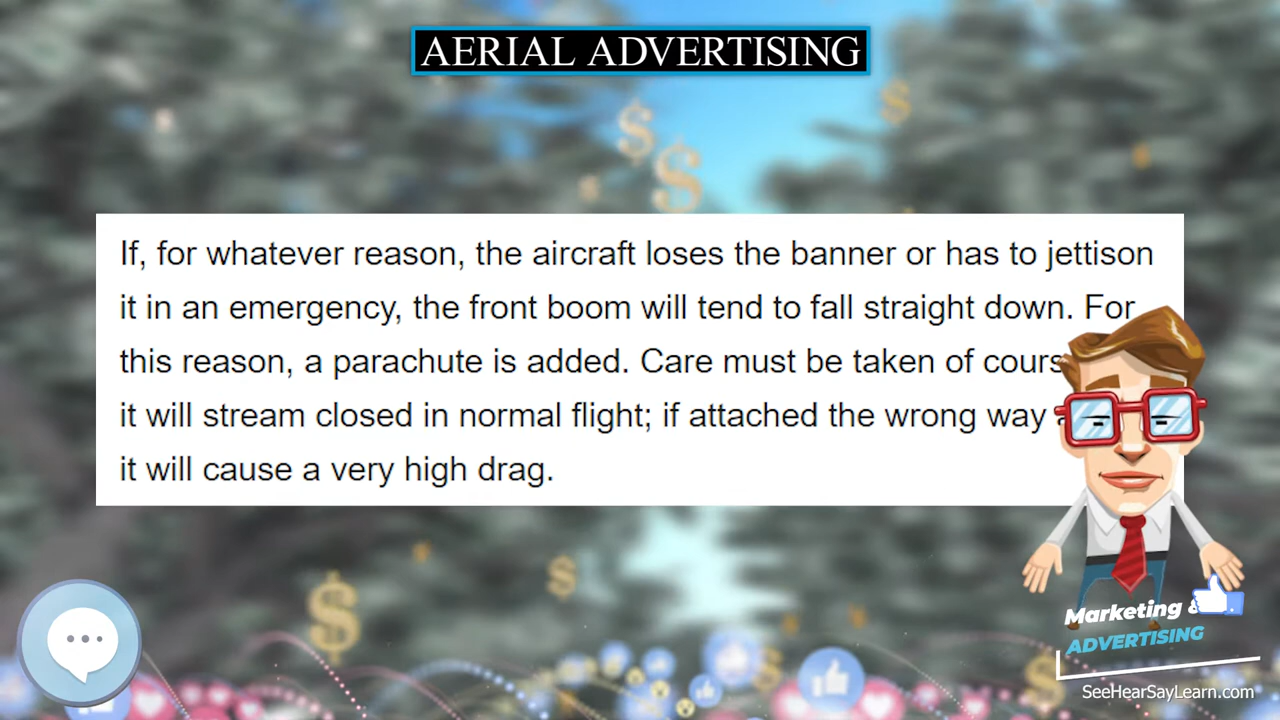 AERIAL ADVERTISING
If, for whatever reason, the aircraft loses the banner or has to jettison
it in an emergency, the front boom will tend to fall straight down. For
this reason, a parachute is added. Care must be taken of
it will stream closed in normal flight; if attached the wrong way
it will cause a very high drag.
Marketing &
ADVERTISING
SeeHearSayLearn.com